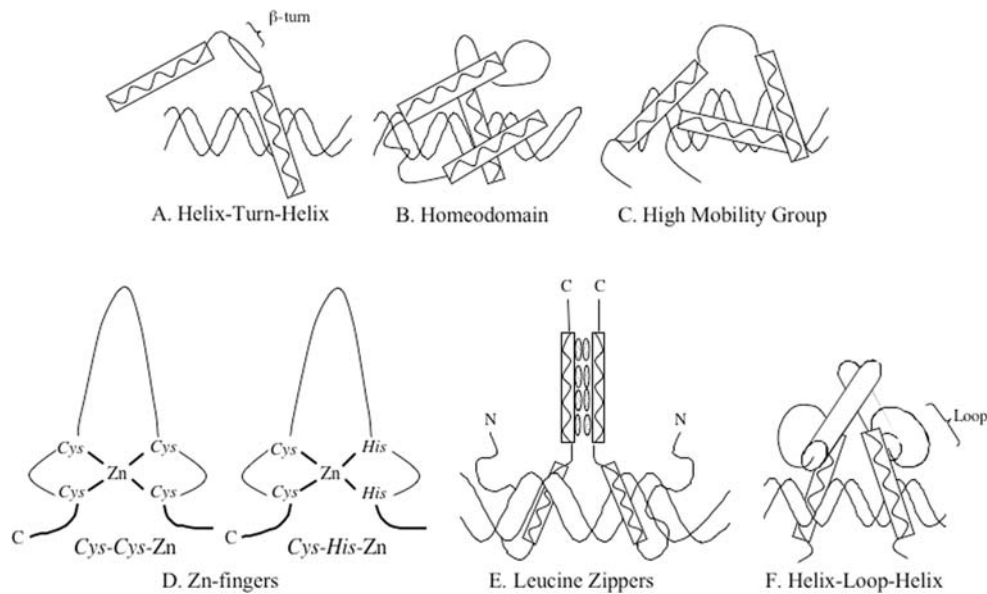 β-turn
A. Helix-Turn-Helix
B. Homeodomain
C. High Mobility Group
Cys Cys
Zn
Cys Cys
C
Cys-Cys-Zn
Cys His
Zn
Cys His
C
Cys-His-Zn
D. Zn-fingers
C C
N N
E. Leucine Zippers
Loop
F. Helix-Loop-Helix